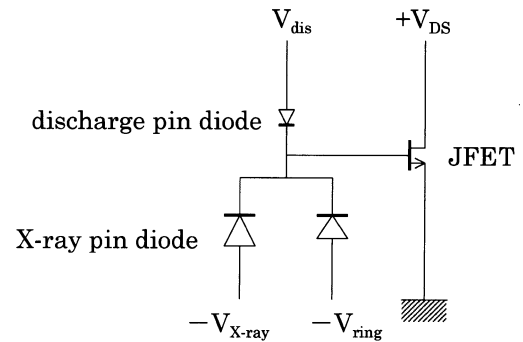 V_dis
+V_DS
discharge pin diode
JFET
X-ray pin diode
−V_X-ray
−V_ring